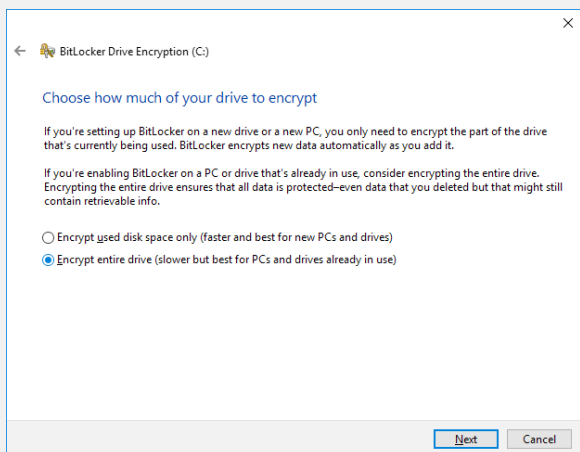 BitLocker Drive Encryption (C:)
Choose how much of your drive to encrypt
If you're setting up BitLocker on a new drive or a new PC, you only need to encrypt the part of the drive
that's currently being used. BitLocker encrypts new data automatically as you add it.
If you're enabling BitLocker on a PC or drive that's already in use, consider encrypting the entire drive.
Encrypting the entire drive ensures that all data is protected–even data that you deleted but that might still
contain retrievable info.
Encrypt used disk space only (faster and best for new PCs and drives)
Encrypt entire drive (slower but best for PCs and drives already in use)
Next Cancel